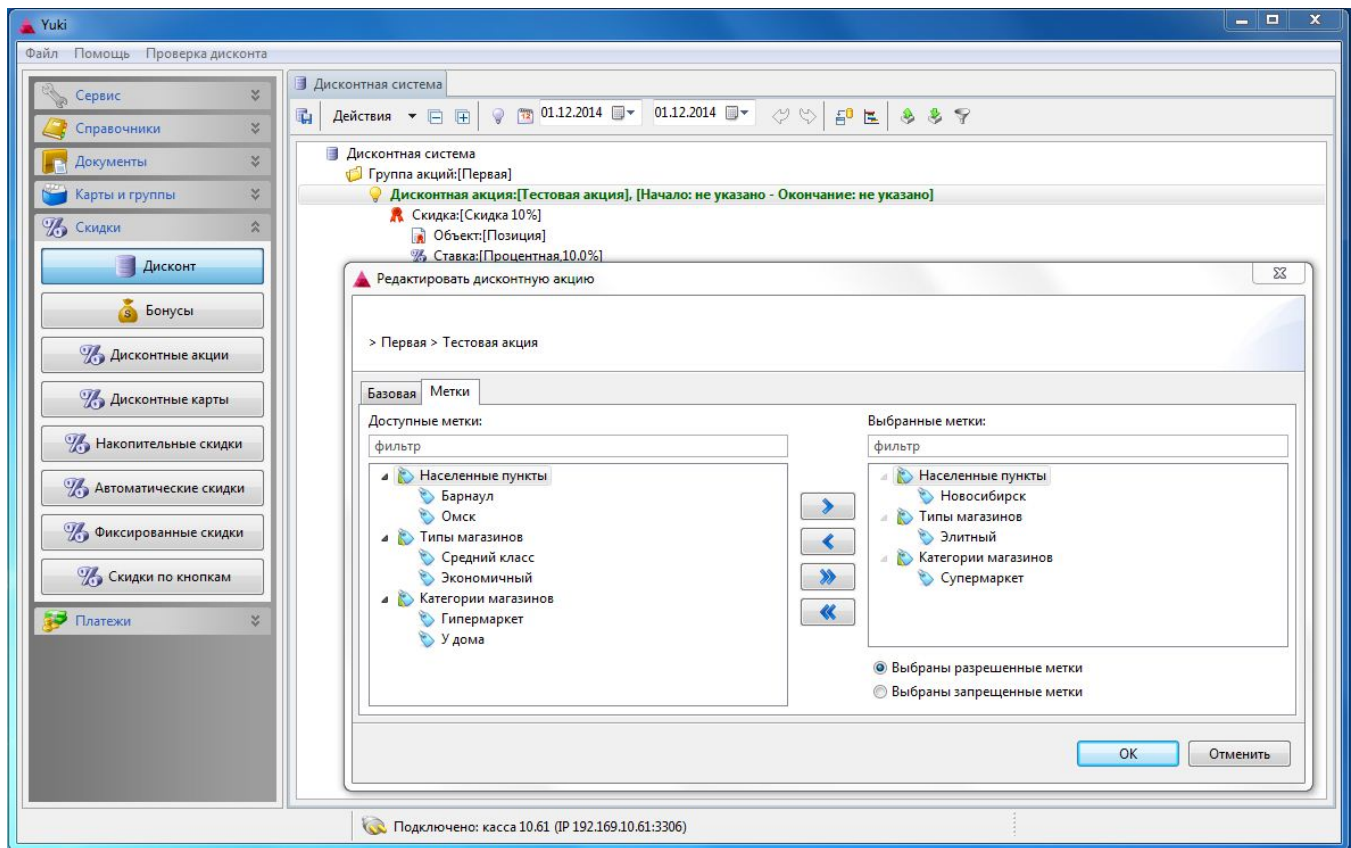 Yuki
Файл Помощь Проверка дисконта
Сервис
Справочники
Документы
Карты и группы
Скидки
Дисконт
Бонусы
Дисконтные акции
Дисконтные карты
Накопительные скидки
Автоматические скидки
Фиксированные скидки
Скидки по кнопкам
Платежи
Дисконтная система
Действия 12 01.12.2014 01.12.2014
Дисконтная система
Группа акций:[Первая]
Дисконтная акция:[Тестовая акция], [Начало: не указано - Окончание: не указано]
Скидка:[Скидка 10%]
Объект:[Позиция]
Ставка:[Процентная,10.0%]
Редактировать дисконтную акцию
> Первая > Тестовая акция
Базовая Метки
Доступные метки:
фильтр
Населенные пункты
Барнаул
Омск
Типы магазинов
Средний класс
Экономичный
Категории магазинов
Гипермаркет
У дома
Выбранные метки:
фильтр
Населенные пункты
Новосибирск
Типы магазинов
Элитный
Категории магазинов
Супермаркет
Выбраны разрешенные метки
Выбраны запрещенные метки
OK Отменить
Подключено: касса 10.61 (IP 192.169.10.61:3306)